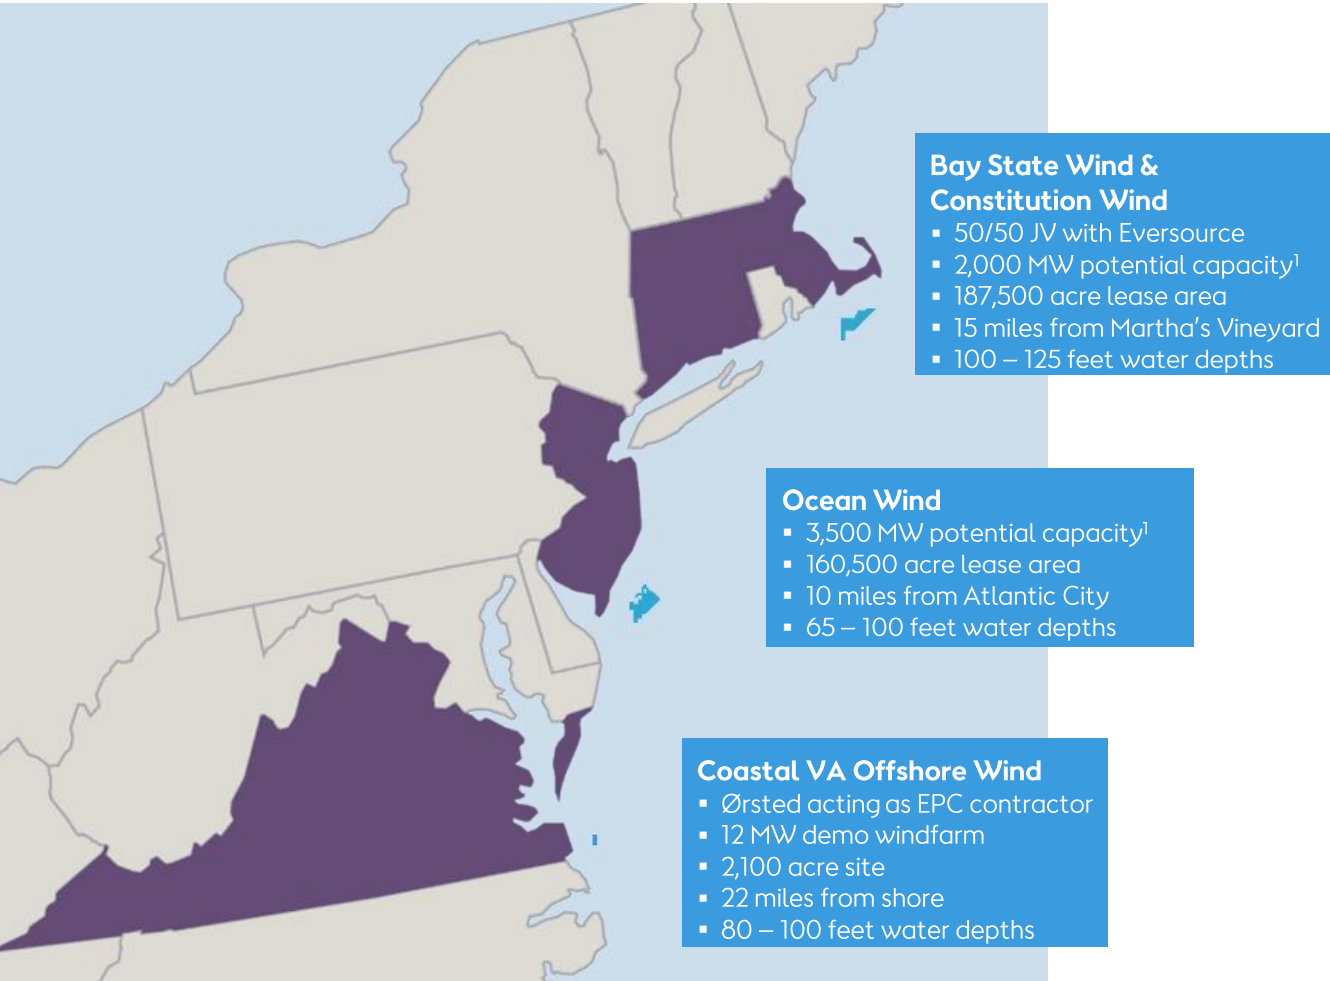 Bay State Wind &
Constitution Wind
▪ 50/50 JV with Eversource
▪ 2,000 MW potential capacity¹
▪ 187,500 acre lease area
▪ 15 miles from Martha's Vineyard
▪ 100 – 125 feet water depths
Ocean Wind
▪ 3,500 MW potential capacity¹
▪ 160,500 acre lease area
▪ 10 miles from Atlantic City
▪ 65 – 100 feet water depths
Coastal VA Offshore Wind
▪ Ørsted acting as EPC contractor
▪ 12 MW demo windfarm
▪ 2,100 acre site
▪ 22 miles from shore
▪ 80 – 100 feet water depths